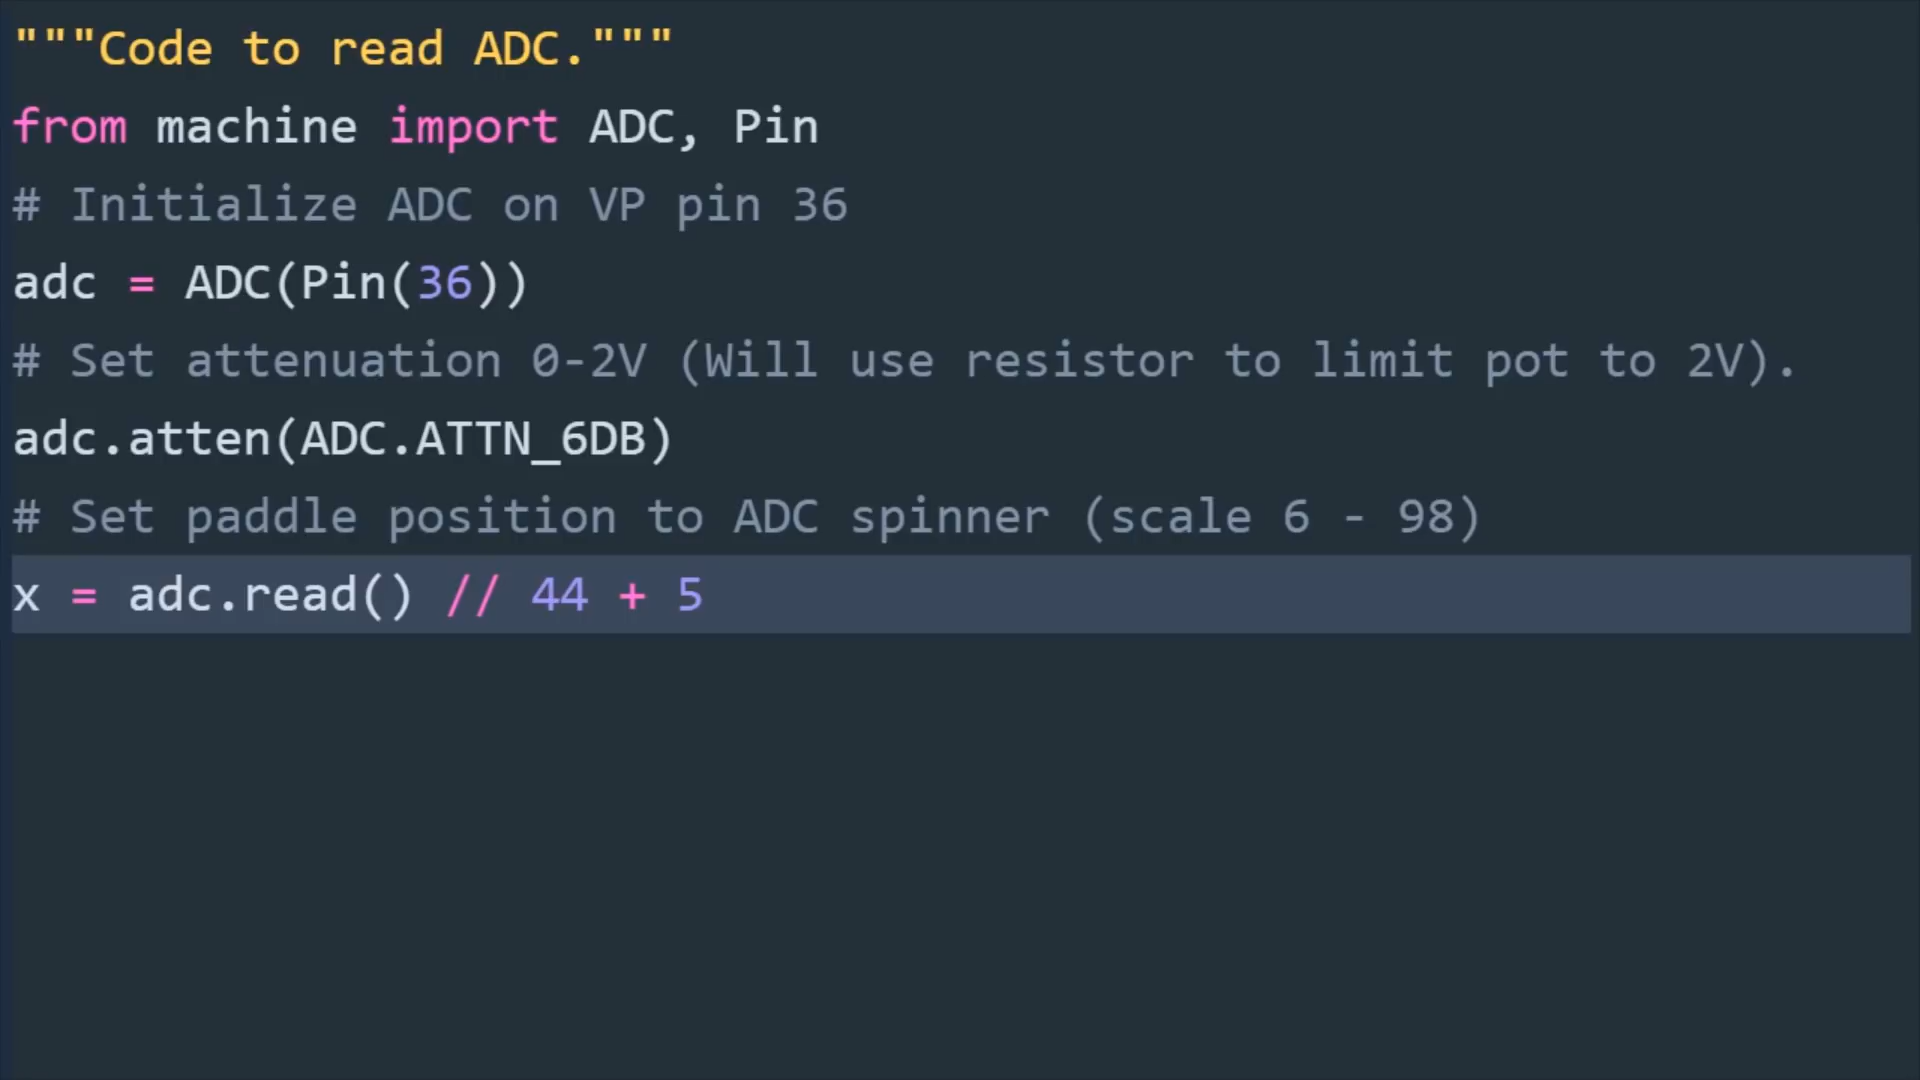 """Code to read ADC."""
from machine import ADC, Pin
# Initialize ADC on VP pin 36
adc = ADC(Pin(36))
# Set attenuation 0-2V (Will use resistor to limit pot to 2V).
adc.atten(ADC.ATTN_6DB)
# Set paddle position to ADC spinner (scale 6 - 98)
x = adc.read() // 44 + 5